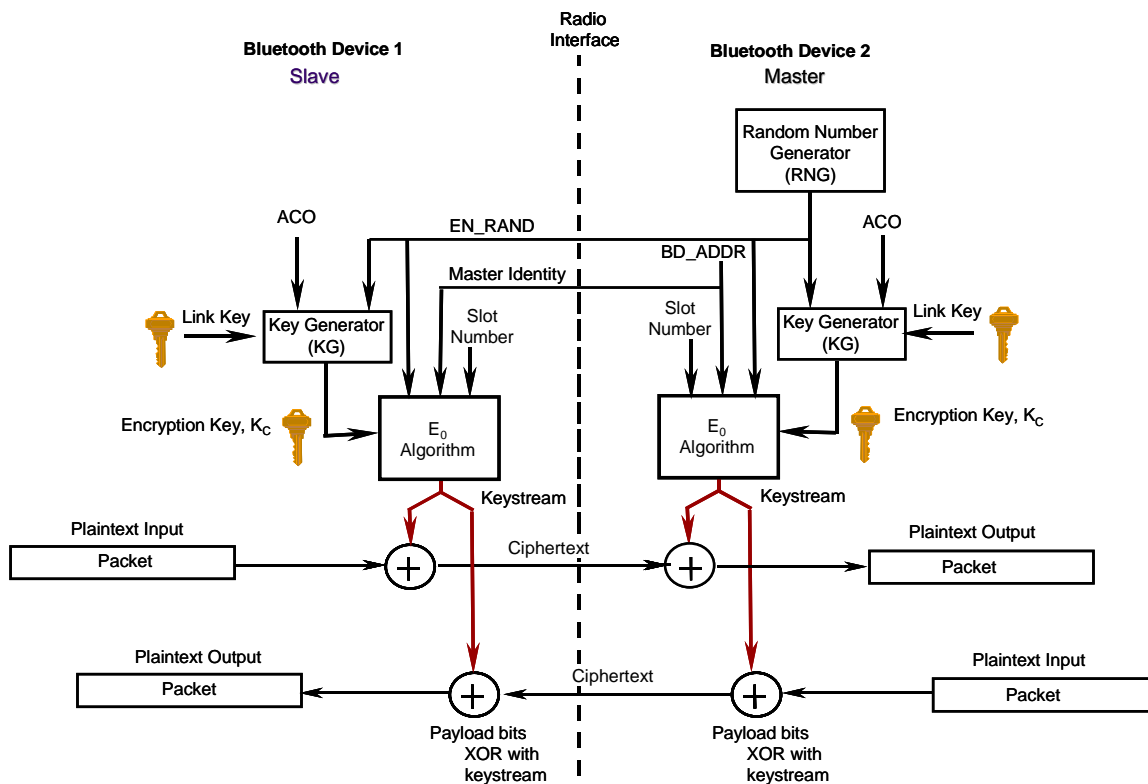 Radio
Interface
Bluetooth Device 1
Slave
Bluetooth Device 2
Master
Random Number
Generator
(RNG)
ACO
EN_RAND
ACO
BD_ADDR
Master Identity
Slot
Number
Slot
Number
Link Key
Key Generator
(KG)
Key Generator
(KG)
Link Key
Encryption Key, KC
E0
Algorithm
E0
Algorithm
Encryption Key, KC
Keystream
Keystream
Plaintext Input
Packet
Ciphertext
Plaintext Output
Packet
Plaintext Output
Packet
Ciphertext
Plaintext Input
Packet
Payload bits
XOR with
keystream
Payload bits
XOR with
keystream